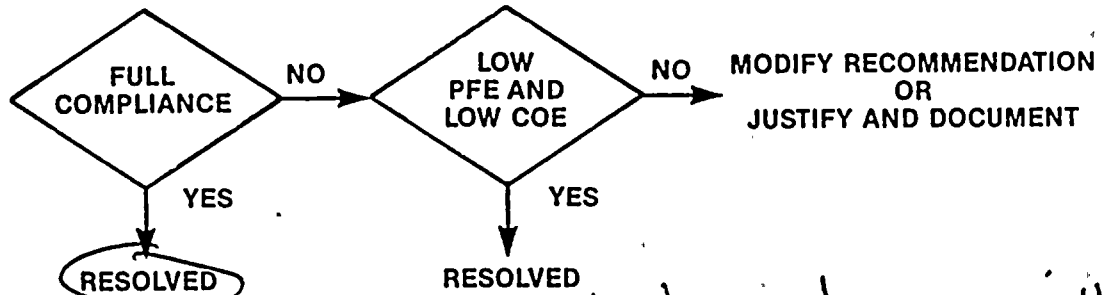 FULL
COMPLIANCE
NO
LOW
PFE AND
LOW COE
NO
MODIFY RECOMMENDATION
OR
JUSTIFY AND DOCUMENT
YES
YES
RESOLVED
RESOLVED